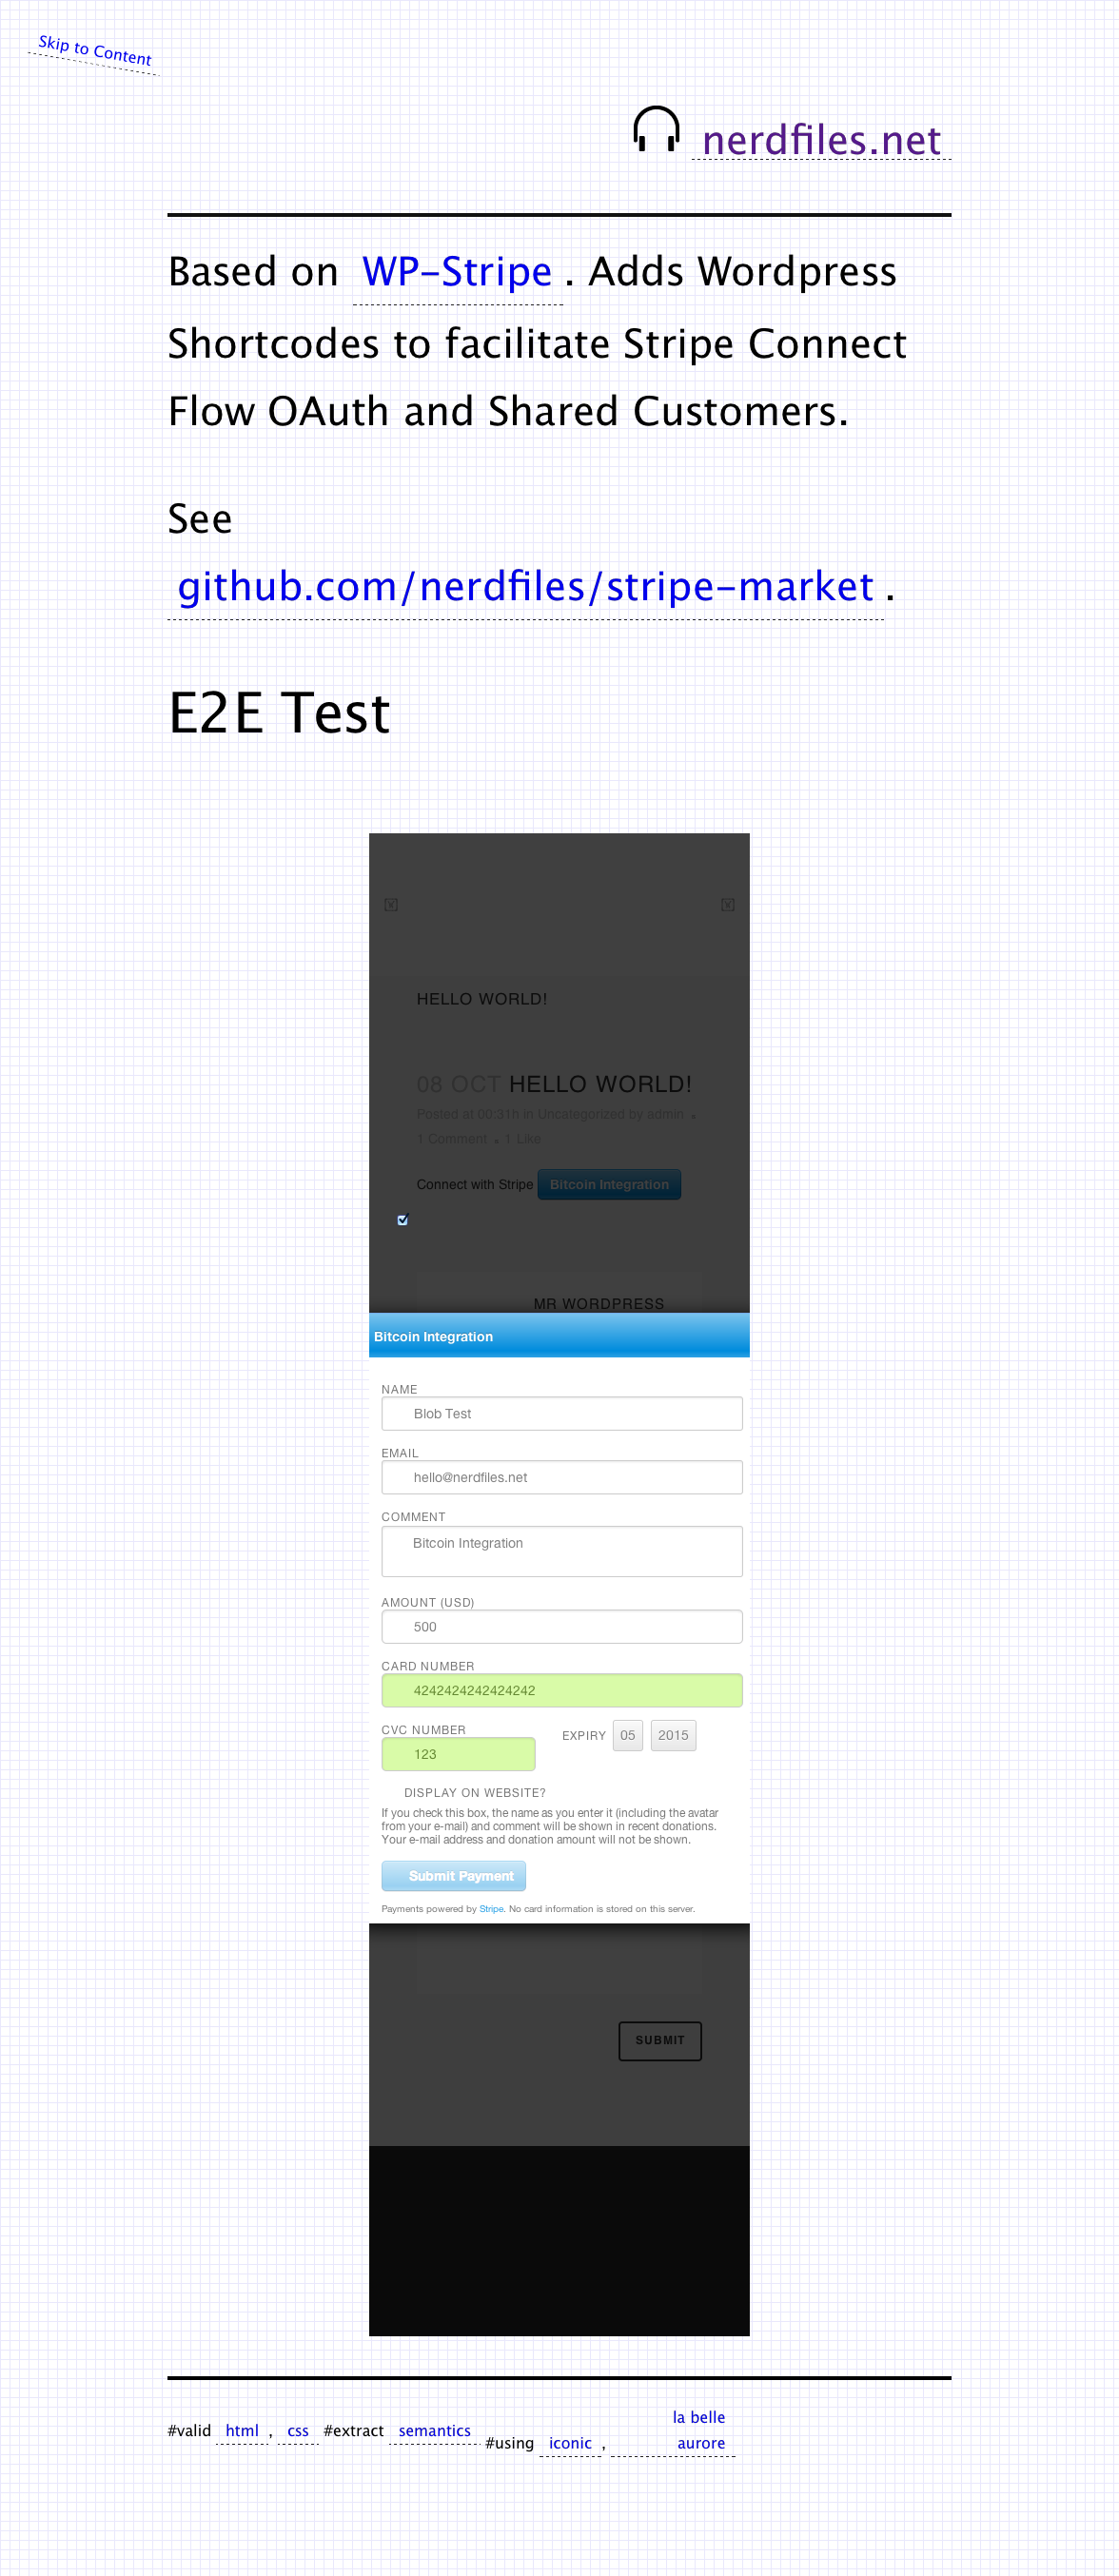 Skip to Content
nerdfiles.net
Based on WP-Stripe . Adds Wordpress
Shortcodes to facilitate Stripe Connect
Flow OAuth and Shared Customers.
See
github.com/nerdfiles/stripe-market .
E2E Test
HELLO WORLD!
08 OCT HELLO WORLD!
Posted at 00:31h in Uncategorized by admin •
1 Comment • 1 Like
Connect with Stripe Bitcoin Integration
MR WORDPRESS
Bitcoin Integration
NAME
Blob Test
EMAIL
hello@nerdfiles.net
COMMENT
Bitcoin Integration
AMOUNT (USD)
500
CARD NUMBER
4242424242424242
CVC NUMBER
123
EXPIRY 05 2015
DISPLAY ON WEBSITE?
If you check this box, the name as you enter it (including the avatar
from your e-mail) and comment will be shown in recent donations.
Your e-mail address and donation amount will not be shown.
Submit Payment
Payments powered by Stripe. No card information is stored on this server.
SUBMIT
#valid html , css #extract semantics
#using iconic , la belle
aurore